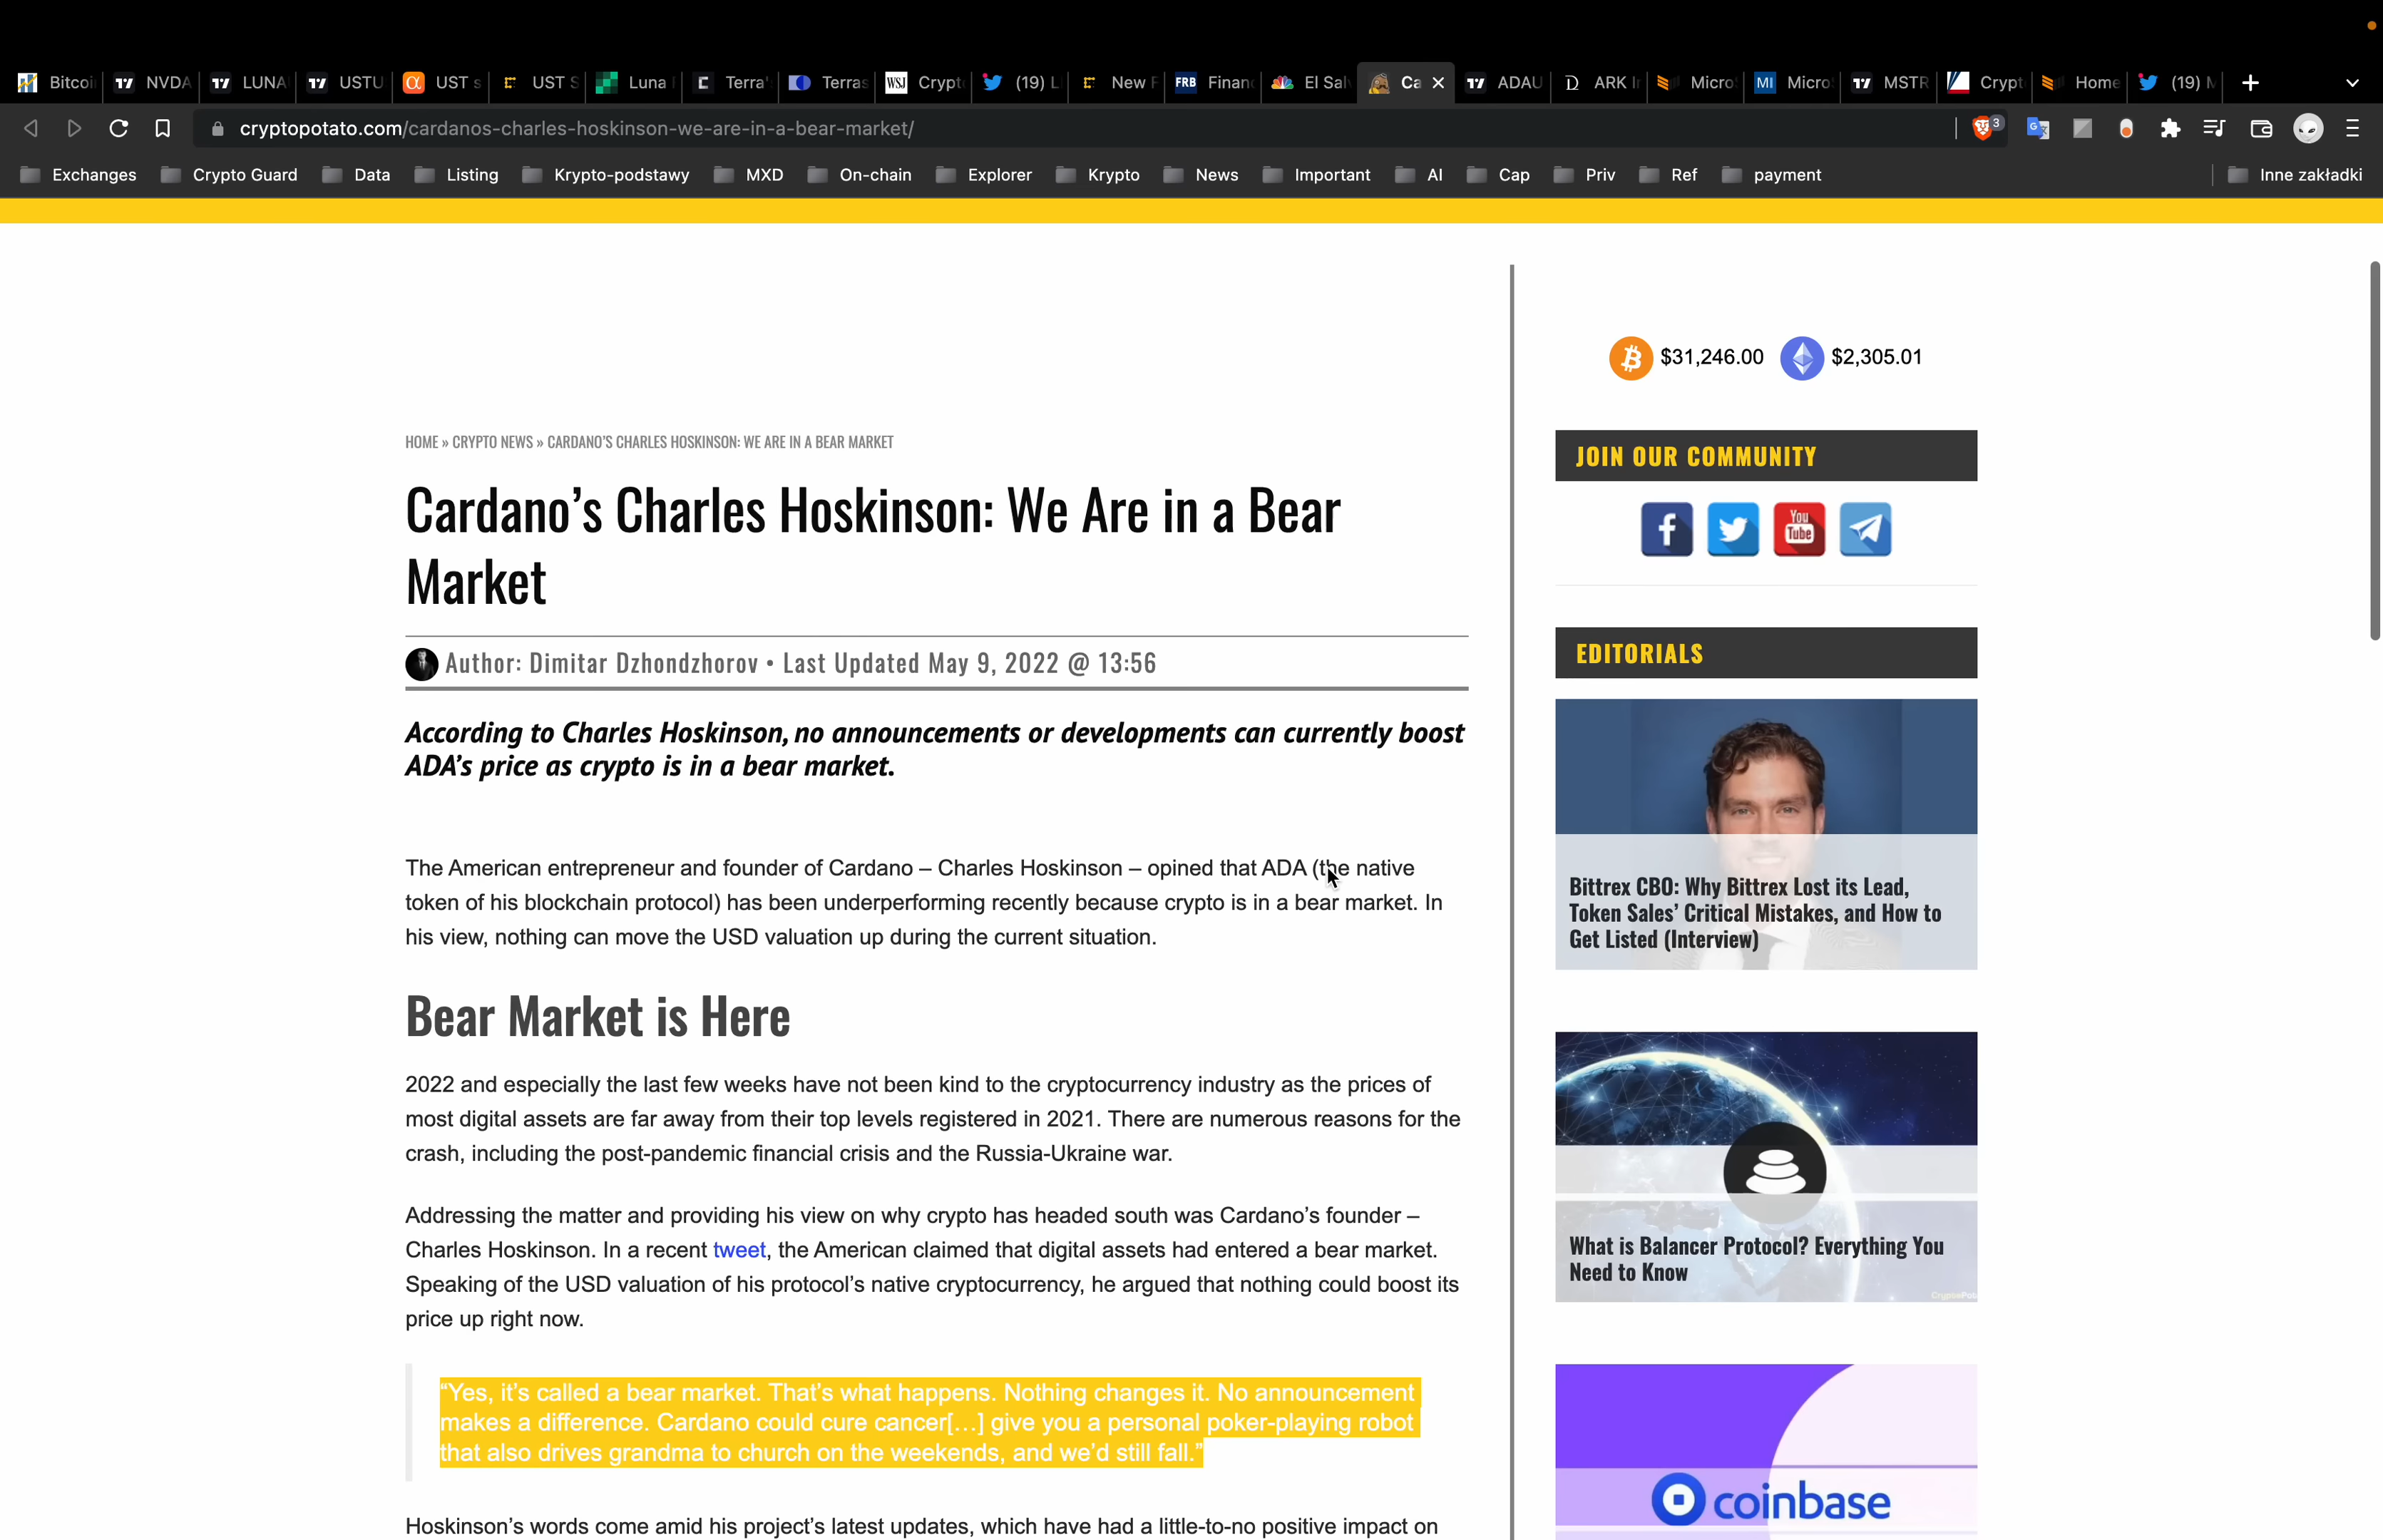 Bitcoi
NVDA
LUNA
USTU
UST s
UST S
Luna
Terra'
Terras
WSJ
Crypt
(19) L
New F
FRB
Financ
El Salv
Ca
ADAU
ARK I
Micro
MI
Micro
MSTR
Crypt
Home
(19) M
cryptopotato.com/cardanos-charles-hoskinson-we-are-in-a-bear-market/
3
Exchanges
Crypto Guard
Data
Listing
Krypto-podstawy
MXD
On-chain
Explorer
Krypto
News
Important
AI
Cap
Priv
Ref
payment
Inne zakładki
HOME » CRYPTO NEWS » CARDANO’S CHARLES HOSKINSON: WE ARE IN A BEAR MARKET
Cardano’s Charles Hoskinson: We Are in a Bear
Market
Author: Dimitar Dzhondzhorov • Last Updated May 9, 2022 @ 13:56
According to Charles Hoskinson, no announcements or developments can currently boost
ADA’s price as crypto is in a bear market.
The American entrepreneur and founder of Cardano – Charles Hoskinson – opined that ADA (the native
token of his blockchain protocol) has been underperforming recently because crypto is in a bear market. In
his view, nothing can move the USD valuation up during the current situation.
Bear Market is Here
2022 and especially the last few weeks have not been kind to the cryptocurrency industry as the prices of
most digital assets are far away from their top levels registered in 2021. There are numerous reasons for the
crash, including the post-pandemic financial crisis and the Russia-Ukraine war.
Addressing the matter and providing his view on why crypto has headed south was Cardano’s founder –
Charles Hoskinson. In a recent tweet, the American claimed that digital assets had entered a bear market.
Speaking of the USD valuation of his protocol’s native cryptocurrency, he argued that nothing could boost its
price up right now.
“Yes, it’s called a bear market. That’s what happens. Nothing changes it. No announcement
makes a difference. Cardano could cure cancer[…] give you a personal poker-playing robot
that also drives grandma to church on the weekends, and we’d still fall.”
Hoskinson’s words come amid his project’s latest updates, which have had a little-to-no positive impact on
$31,246.00
$2,305.01
JOIN OUR COMMUNITY
You
Tube
EDITORIALS
Bittrex CBO: Why Bittrex Lost its Lead,
Token Sales’ Critical Mistakes, and How to
Get Listed (Interview)
What is Balancer Protocol? Everything You
Need to Know
CryptoPot
coinbase